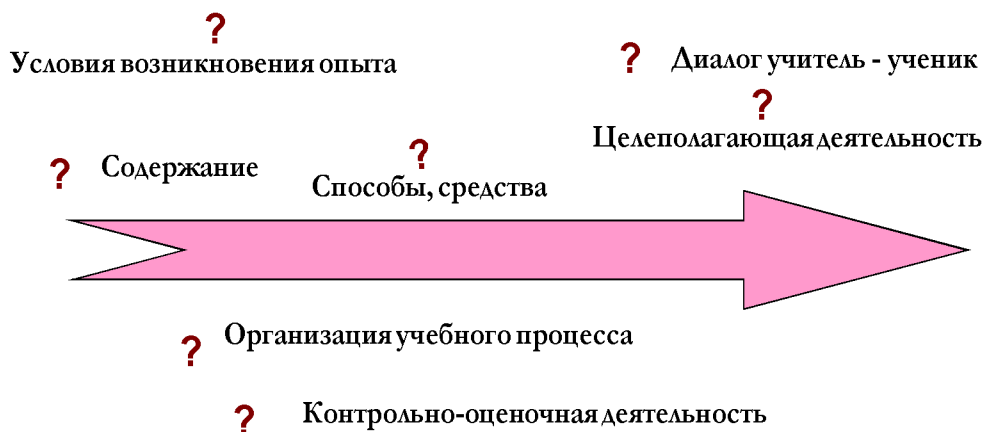 ?
Условия возникновения опыта
? Диалог учитель - ученик
?
Целеполагающая деятельность
? Содержание
?
Способы, средства
? Организация учебного процесса
? Контрольно-оценочная деятельность